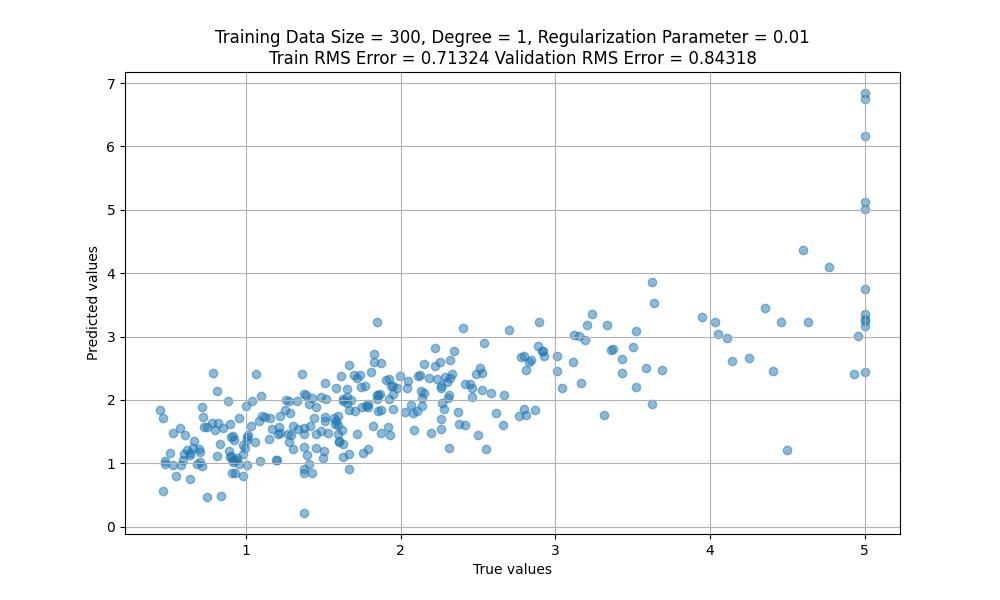 Training Data Size = 300, Degree = 1, Regularization Parameter = 0.01
Train RMS Error = 0.71324 Validation RMS Error = 0.84318
7
6
5
4
3
2
1
0
Predicted values
1 2 3 4 5
True values